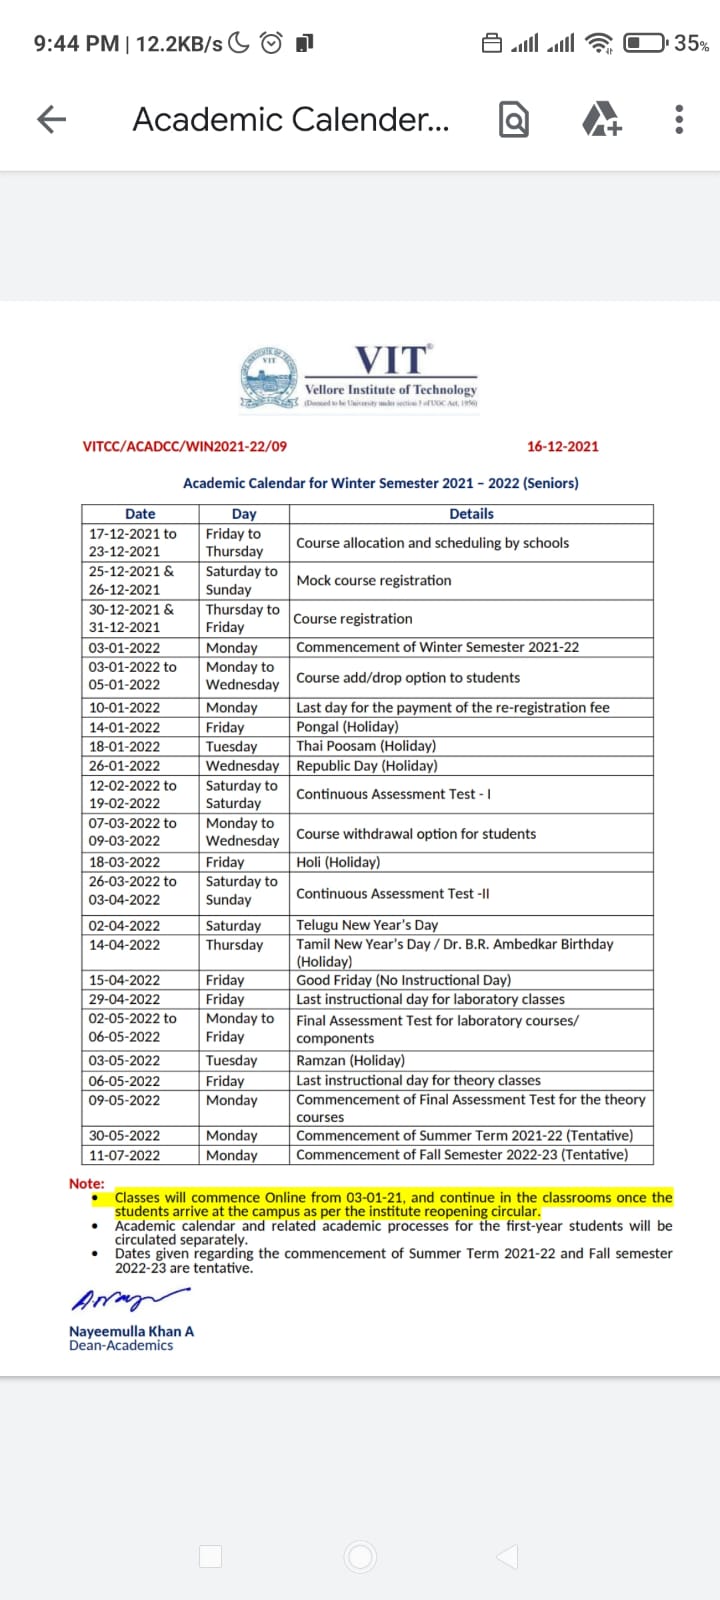 9:44 PM | 12.2KB/s
35%
Academic Calender...
VIT
VIT®
Vellore Institute of Technology
(Deemed to be University under section 3 of UGC Act, 1956)
VITCC/ACADCC/WIN2021-22/09 16-12-2021
Academic Calendar for Winter Semester 2021 – 2022 (Seniors)
Date Day Details
17-12-2021 to Friday to
23-12-2021 Thursday Course allocation and scheduling by schools
25-12-2021 & Saturday to
26-12-2021 Sunday Mock course registration
30-12-2021 & Thursday to
31-12-2021 Friday Course registration
03-01-2022 Monday Commencement of Winter Semester 2021-22
03-01-2022 to Monday to
05-01-2022 Wednesday Course add/drop option to students
10-01-2022 Monday Last day for the payment of the re-registration fee
14-01-2022 Friday Pongal (Holiday)
18-01-2022 Tuesday Thai Poosam (Holiday)
26-01-2022 Wednesday Republic Day (Holiday)
12-02-2022 to Saturday to
19-02-2022 Saturday Continuous Assessment Test - I
07-03-2022 to Monday to
09-03-2022 Wednesday Course withdrawal option for students
18-03-2022 Friday Holi (Holiday)
26-03-2022 to Saturday to
03-04-2022 Sunday Continuous Assessment Test -II
02-04-2022 Saturday Telugu New Year's Day
14-04-2022 Thursday Tamil New Year's Day / Dr. B.R. Ambedkar Birthday
(Holiday)
15-04-2022 Friday Good Friday (No Instructional Day)
29-04-2022 Friday Last instructional day for laboratory classes
02-05-2022 to Monday to Final Assessment Test for laboratory courses/
06-05-2022 Friday components
03-05-2022 Tuesday Ramzan (Holiday)
06-05-2022 Friday Last instructional day for theory classes
09-05-2022 Monday Commencement of Final Assessment Test for the theory
courses
30-05-2022 Monday Commencement of Summer Term 2021-22 (Tentative)
11-07-2022 Monday Commencement of Fall Semester 2022-23 (Tentative)
Note:
• Classes will commence Online from 03-01-21, and continue in the classrooms once the
students arrive at the campus as per the institute reopening circular.
• Academic calendar and related academic processes for the first-year students will be
circulated separately.
• Dates given regarding the commencement of Summer Term 2021-22 and Fall semester
2022-23 are tentative.
Nayeemulla Khan A
Dean-Academics